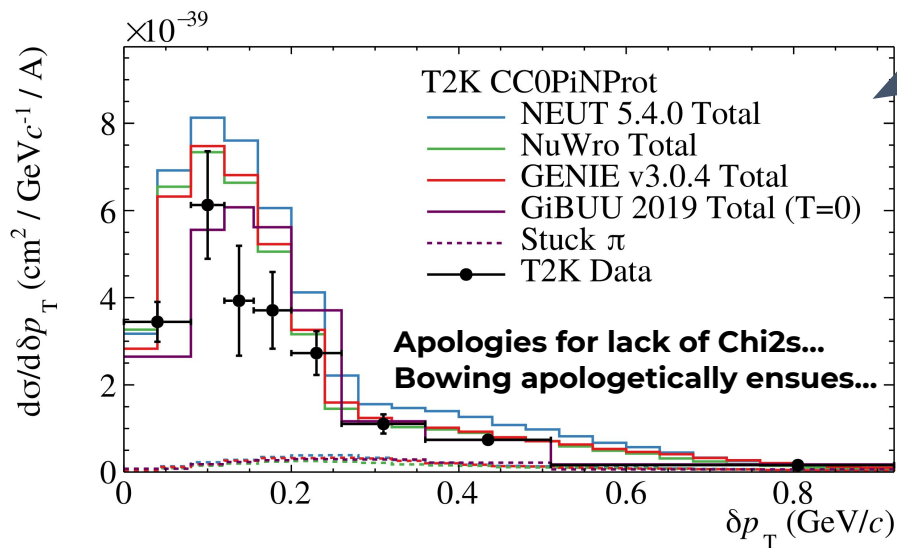 ×10⁻³⁹
dσ/dδp_T (cm² / GeVc⁻¹ / A)
8
6
4
2
0
T2K CC0PiNProt
NEUT 5.4.0 Total
NuWro Total
GENIE v3.0.4 Total
GiBUU 2019 Total (T=0)
Stuck π
T2K Data
Apologies for lack of Chi2s...
Bowing apologetically ensues...
0 0.2 0.4 0.6 0.8
δp_T (GeV/c)